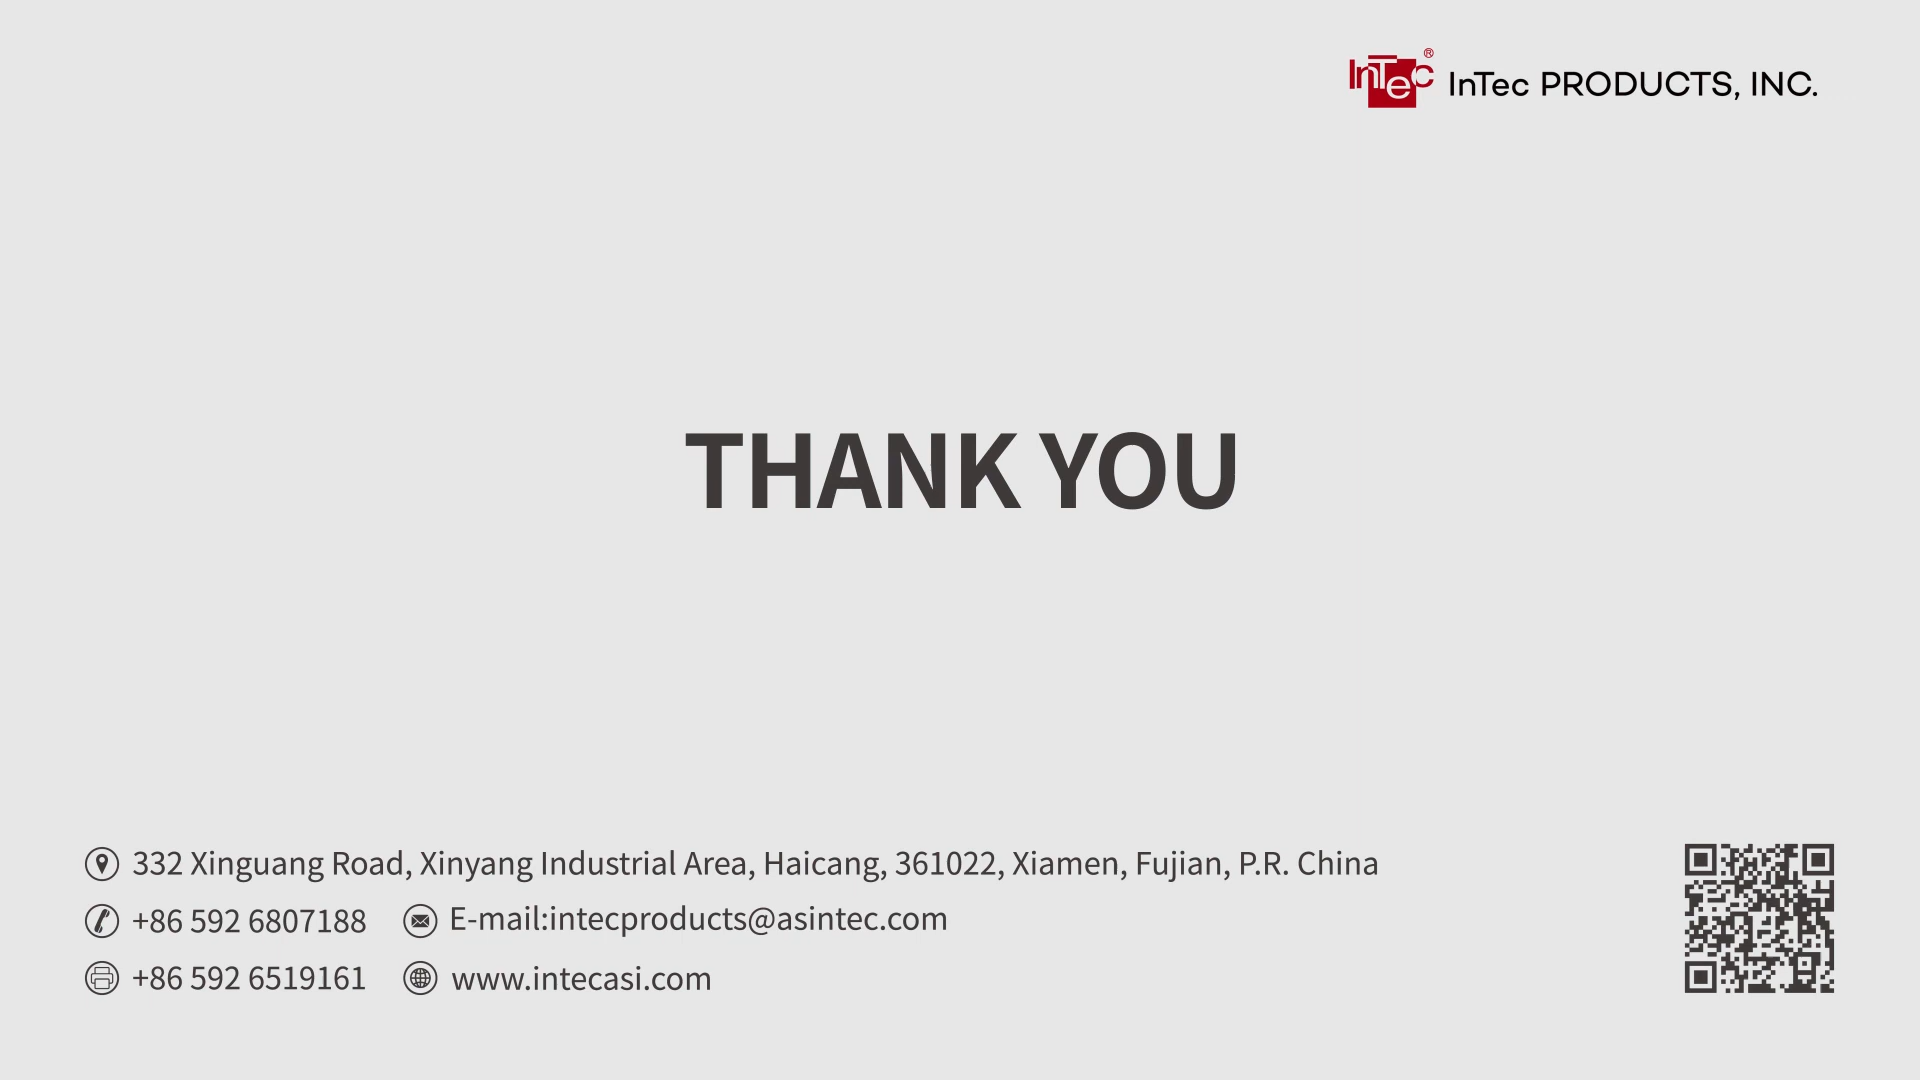 InTec® InTec PRODUCTS, INC.
THANK YOU
332 Xinguang Road, Xinyang Industrial Area, Haicang, 361022, Xiamen, Fujian, P.R. China
+86 592 6807188 E-mail:intecproducts@asintec.com
+86 592 6519161 www.intecasi.com